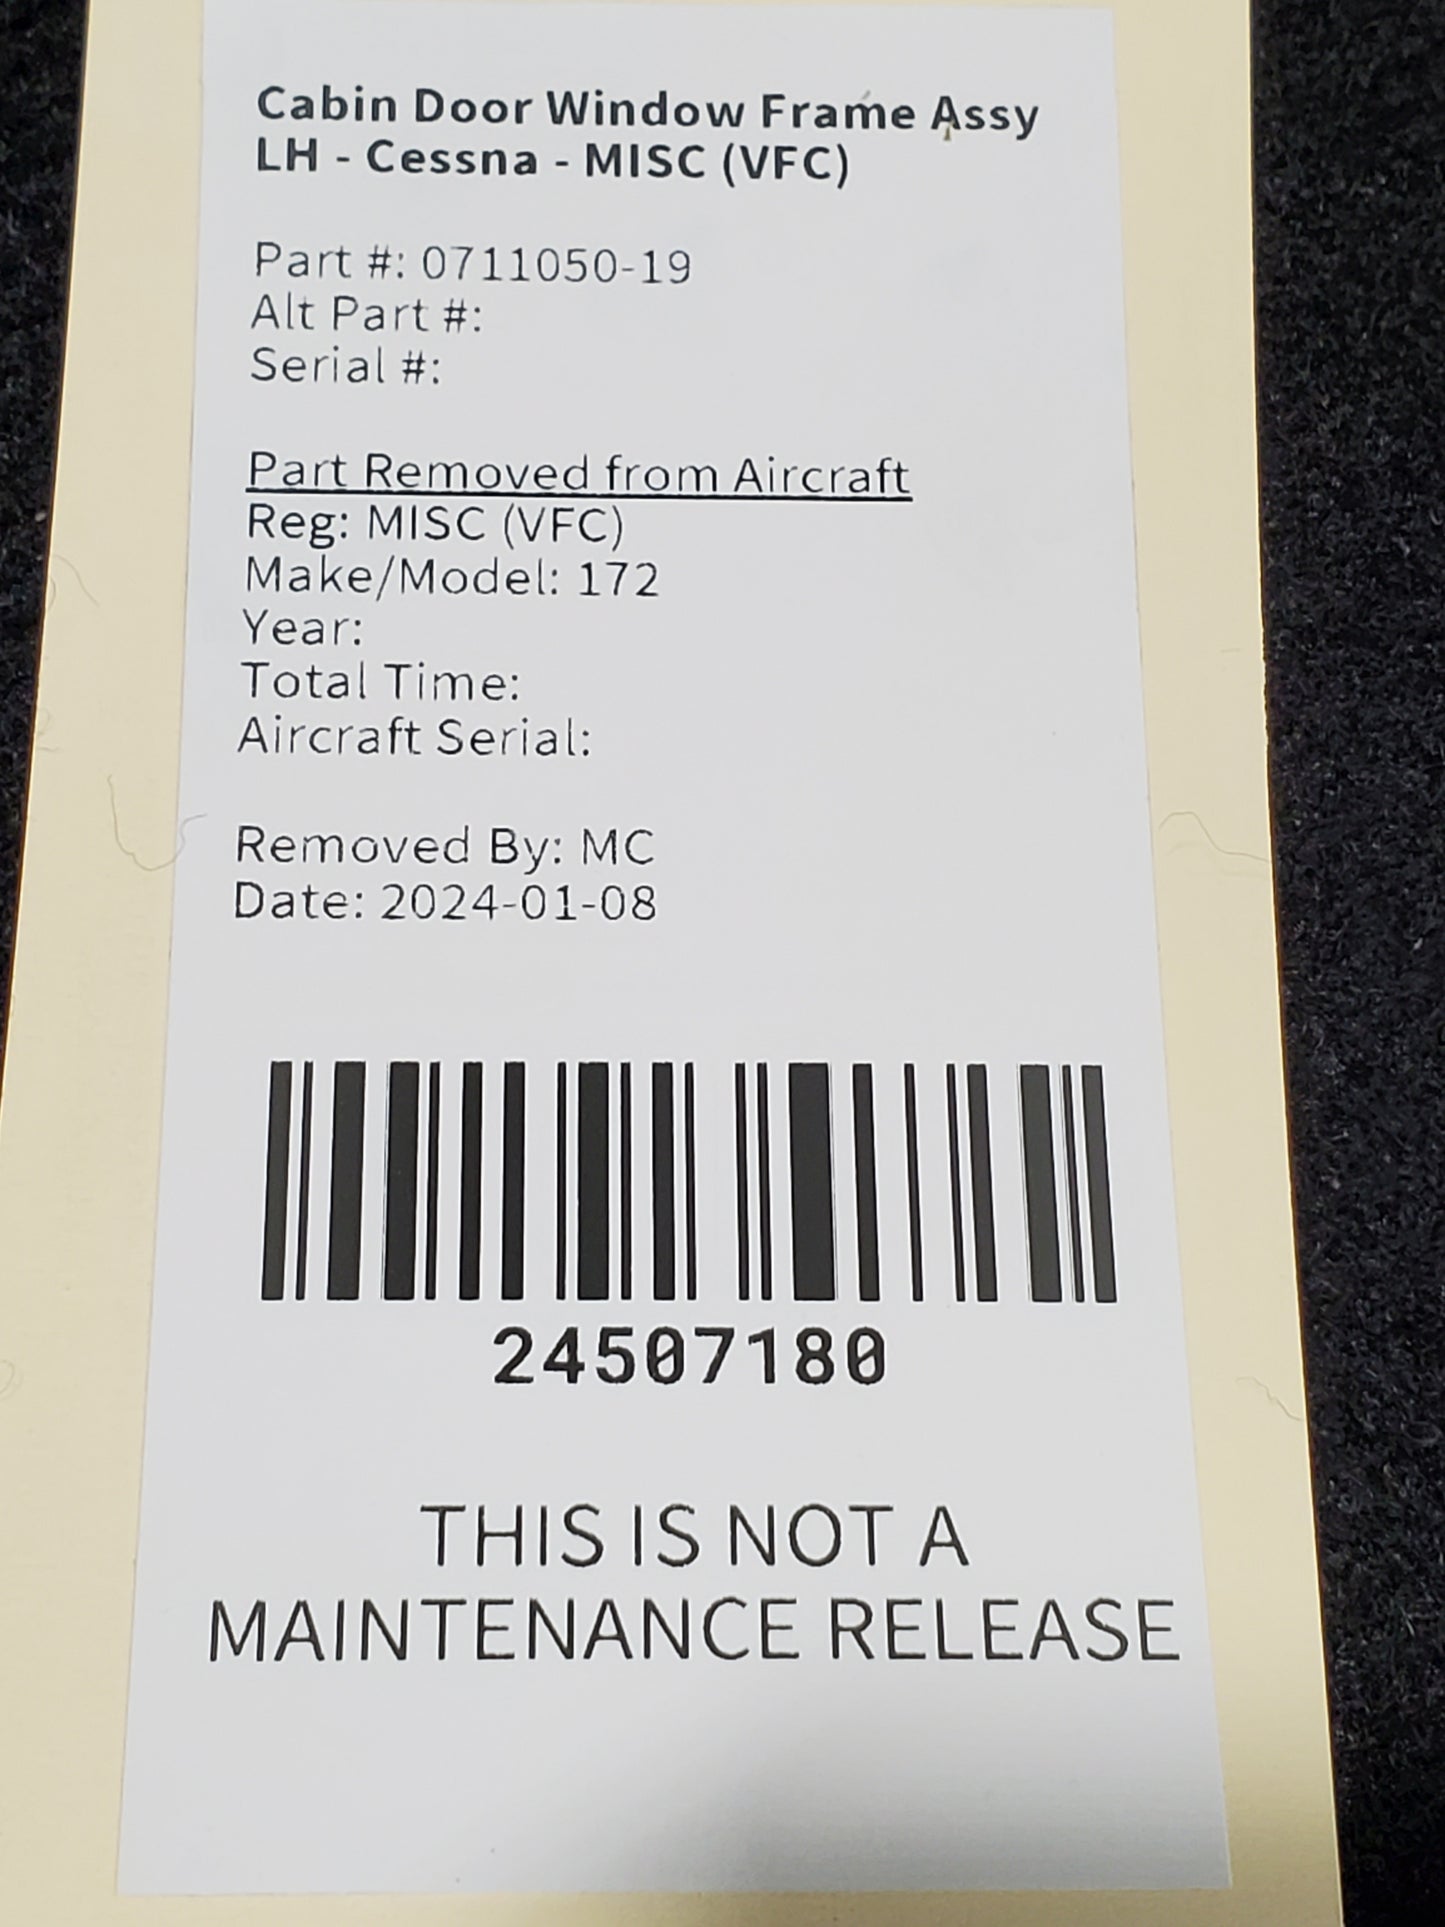 Cabin Door Window Frame Assy
LH - Cessna - MISC (VFC)
Part #: 0711050-19
Alt Part #:
Serial #:
Part Removed from Aircraft
Reg: MISC (VFC)
Make/Model: 172
Year:
Total Time:
Aircraft Serial:
Removed By: MC
Date: 2024-01-08
24507180
THIS IS NOT A
MAINTENANCE RELEASE